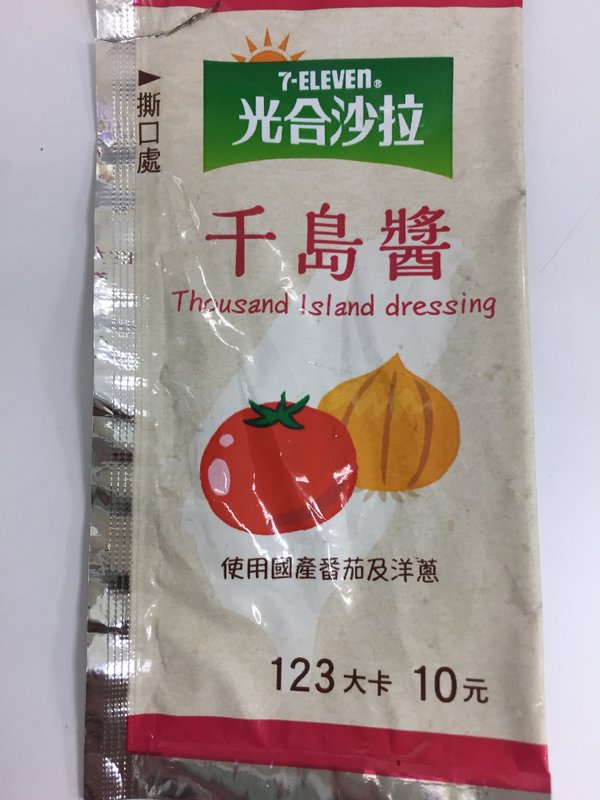 7-ELEVEN®
光合沙拉
▶撕口處
千島醬
Thousand Island dressing
使用國產番茄及洋蔥
123大卡 10元